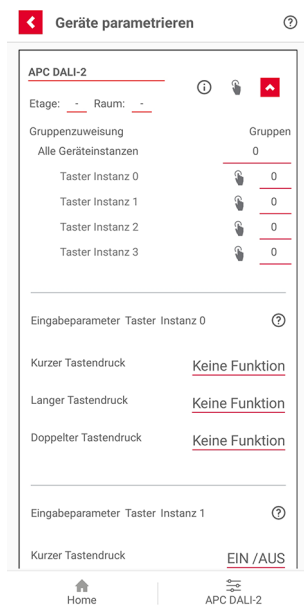 Geräte parametrieren
APC DALI-2
Etage: - Raum: -
Gruppenzuweisung Gruppen
Alle Geräteinstanzen 0
Taster Instanz 0 0
Taster Instanz 1 0
Taster Instanz 2 0
Taster Instanz 3 0
Eingabeparameter Taster Instanz 0
Kurzer Tastendruck Keine Funktion
Langer Tastendruck Keine Funktion
Doppelter Tastendruck Keine Funktion
Eingabeparameter Taster Instanz 1
Kurzer Tastendruck EIN /AUS
Home APC DALI-2